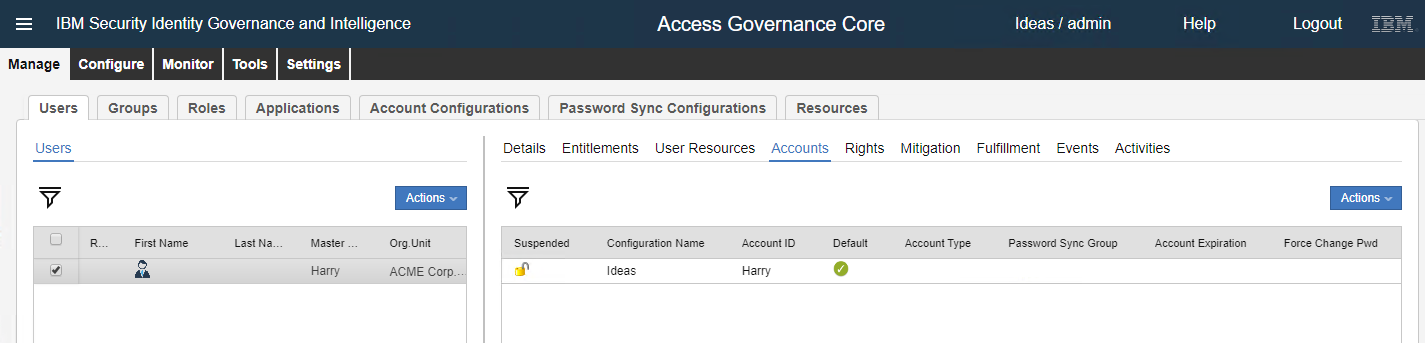 IBM Security Identity Governance and Intelligence Access Governance Core Ideas / admin Help Logout IBM
Manage Configure Monitor Tools Settings
Users Groups Roles Applications Account Configurations Password Sync Configurations Resources
Users
Details Entitlements User Resources Accounts Rights Mitigation Fulfillment Events Activities
Actions
Actions
R... First Name Last Na... Master ... Org.Unit
Suspended Configuration Name Account ID Default Account Type Password Sync Group Account Expiration Force Change Pwd
Harry ACME Corp....
Ideas Harry